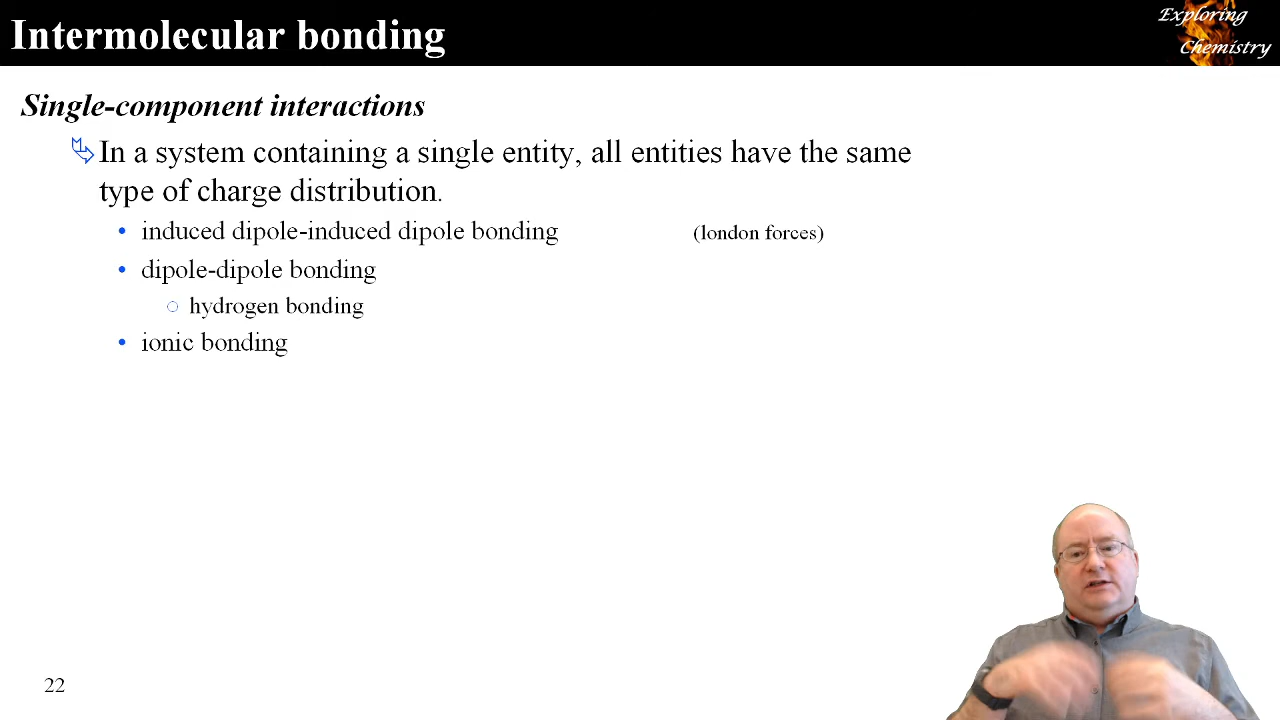 Intermolecular bonding
Exploring
Chemistry
Single-component interactions
In a system containing a single entity, all entities have the same
type of charge distribution.
• induced dipole-induced dipole bonding (london forces)
• dipole-dipole bonding
○ hydrogen bonding
• ionic bonding
22